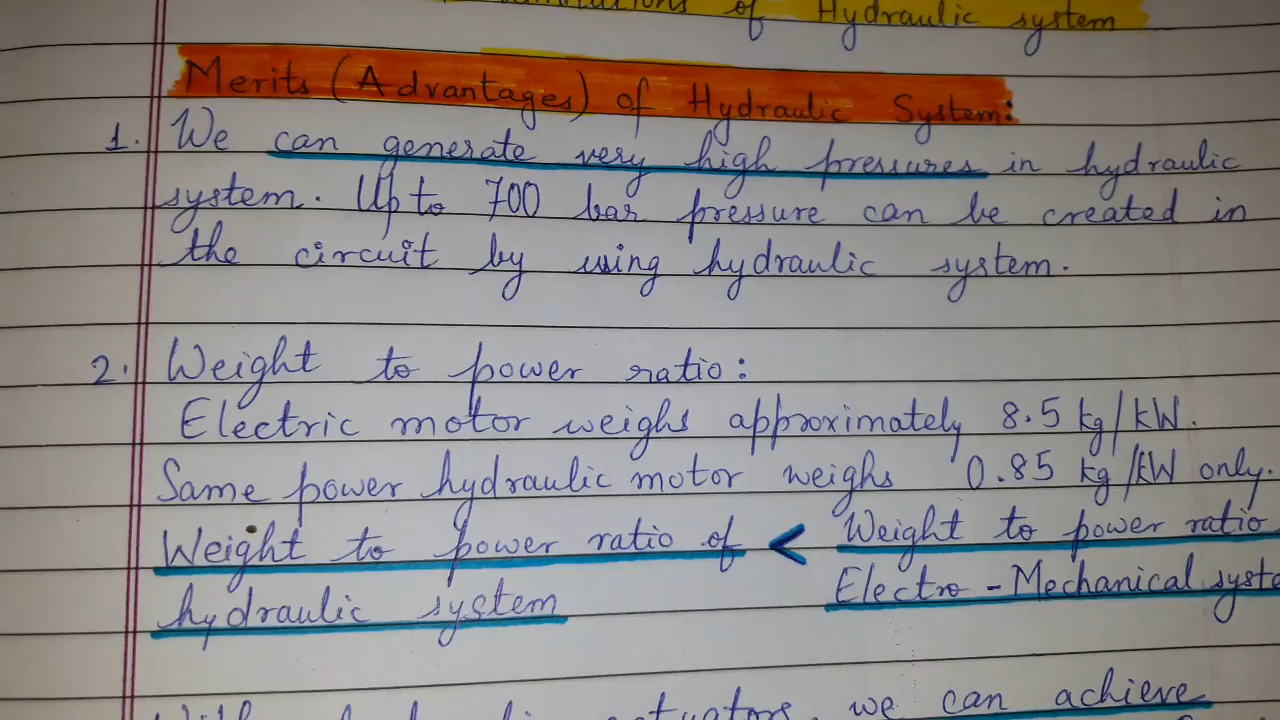 of Hydraulic system
Merits (Advantages) of Hydraulic System:
1. We can generate very high pressures in hydraulic
system. Up to 700 bar pressure can be created in
the circuit by using hydraulic system.
2. Weight to power ratio:
Electric motor weighs approximately 8.5 kg/kW.
Same power hydraulic motor weighs 0.85 kg/kW only.
Weight to power ratio of < Weight to power ratio
hydraulic system Electro-Mechanical syste
we can achieve